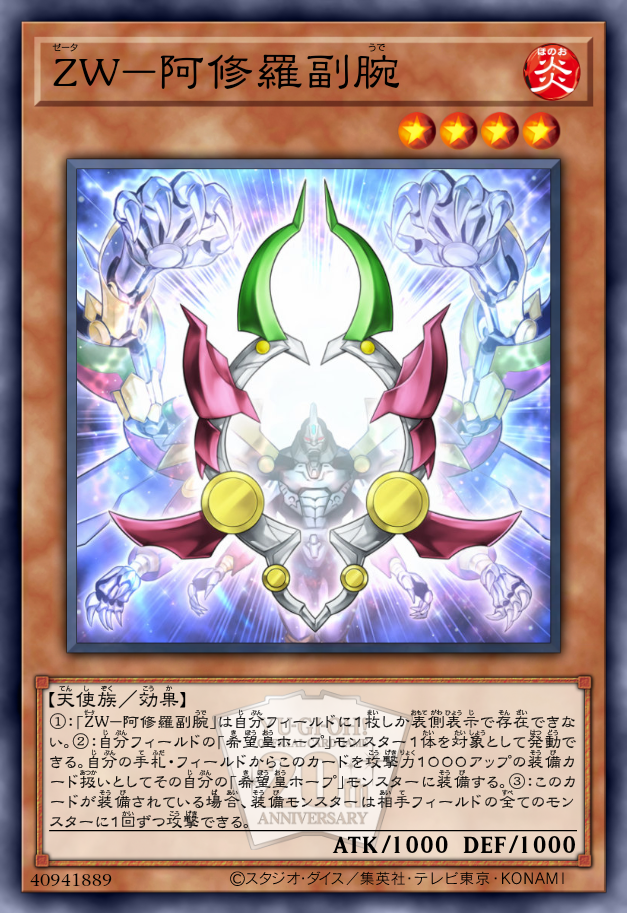 ZW－阿修羅副腕
炎
【天使族／効果】
①：「ZW－阿修羅副腕」は自分フィールドに1枚しか表側表示で存在できな
い。②：自分フィールドの「希望皇ホープ」モンスター1体を対象として発動で
きる。自分の手札・フィールドからこのカードを攻撃力1000アップの装備カ
ード扱いとしてその自分の「希望皇ホープ」モンスターに装備する。③：このカ
ードが装備されている場合、装備モンスターは相手フィールドの全てのモン
スターに1回ずつ攻撃できる。
ANNIVERSARY
ATK/1000 DEF/1000
40941889
©スタジオ・ダイス／集英社・テレビ東京・KONAMI